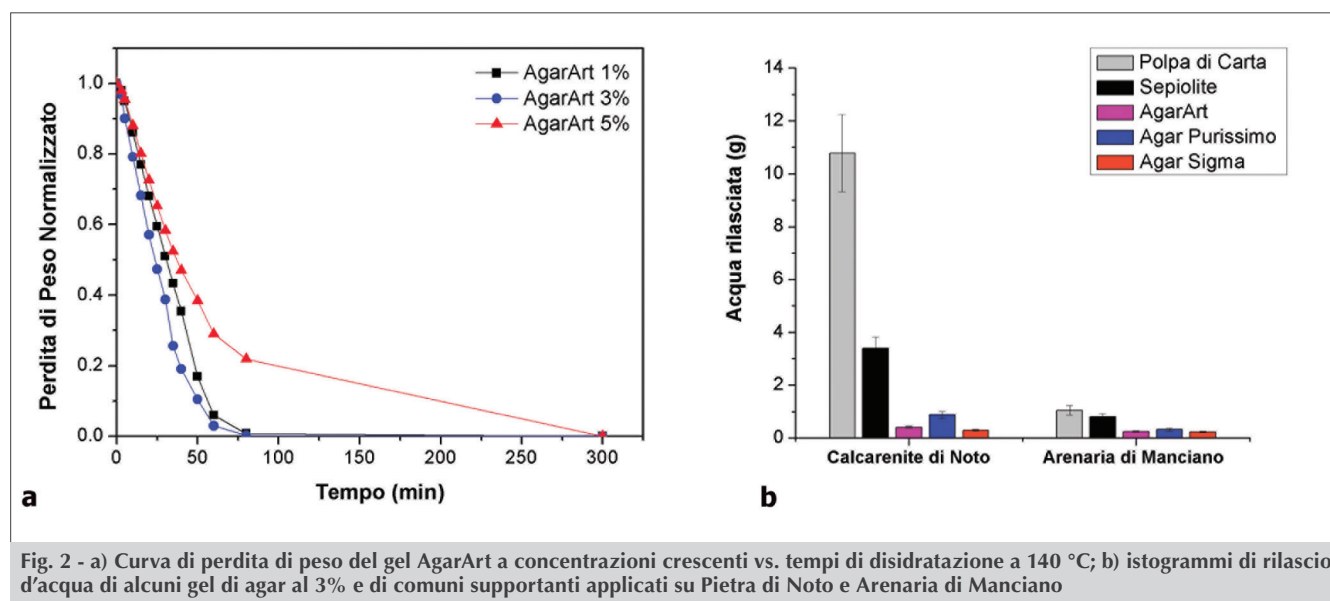 1.0
0.8
0.6
0.4
0.2
0.0
0
50
100
150
200
250
300
Perdita di Peso Normalizzato
Tempo (min)
AgarArt 1%
AgarArt 3%
AgarArt 5%
a
14
12
10
8
6
4
2
0
Acqua rilasciata (g)
Polpa di Carta
Sepiolite
AgarArt
Agar Purissimo
Agar Sigma
Calcarenite di Noto
Arenaria di Manciano
b
Fig. 2 - a) Curva di perdita di peso del gel AgarArt a concentrazioni crescenti vs. tempi di disidratazione a 140 °C; b) istogrammi di rilascio
d'acqua di alcuni gel di agar al 3% e di comuni supportanti applicati su Pietra di Noto e Arenaria di Manciano